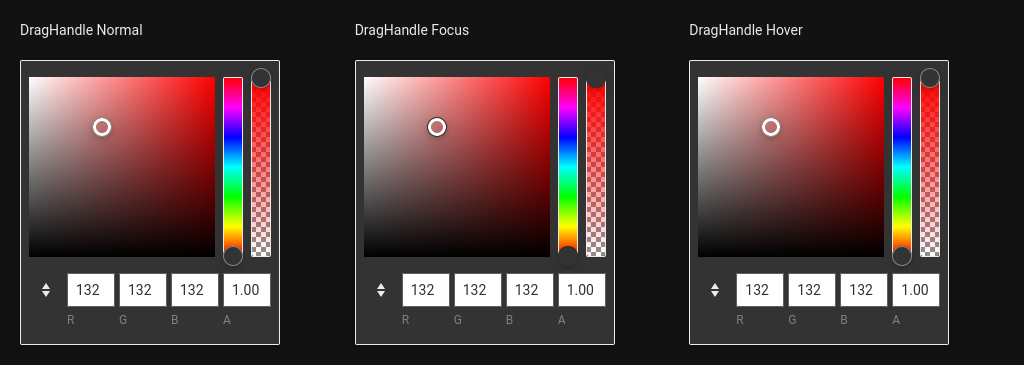 DragHandle Normal
DragHandle Focus
DragHandle Hover
132 132 132 1.00
R G B A
132 132 132 1.00
R G B A
132 132 132 1.00
R G B A